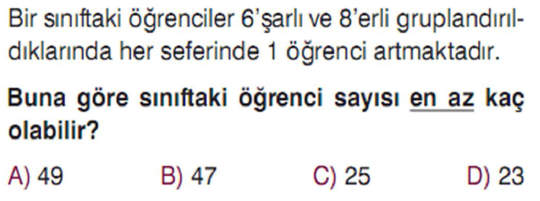 Bir sınıftaki öğrenciler 6'şarlı ve 8'erli gruplandırıl-
dıklarında her seferinde 1 öğrenci artmaktadır.
Buna göre sınıftaki öğrenci sayısı en az kaç
olabilir?
A) 49 B) 47 C) 25 D) 23